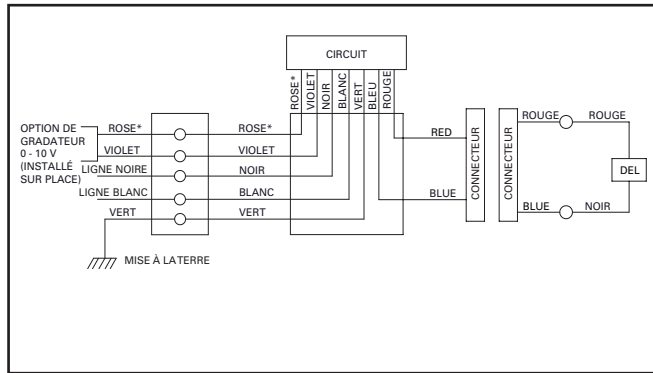 CIRCUIT
ROSE*
VIOLET
NOIR
BLANC
VERT
BLEU
ROUGE
OPTION DE
GRADATEUR
0 - 10 V
(INSTALLÉ
SUR PLACE)
ROSE*
ROSE*
VIOLET
VIOLET
LIGNE NOIRE
NOIR
LIGNE BLANC
BLANC
VERT
VERT
MISE À LA TERRE
RED
BLUE
CONNECTEUR
CONNECTEUR
ROUGE
ROUGE
DEL
BLUE
NOIR